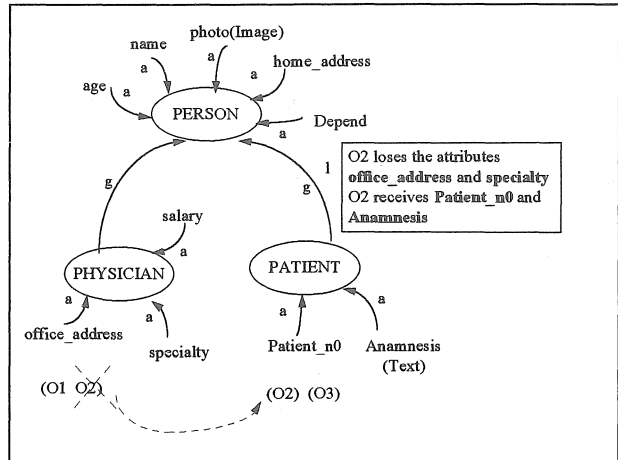 photo(Image)
name
a
a
a
home_address
age
a
PERSON
Depend
a
1
O2 loses the attributes
office_address and specialty
O2 receives Patient_n0 and
Anamnesis
g
g
salary
a
PHYSICIAN
PATIENT
a
a
a
a
office_address
specialty
Patient_n0
Anamnesis
(Text)
(O1 O2)
(O2) (O3)